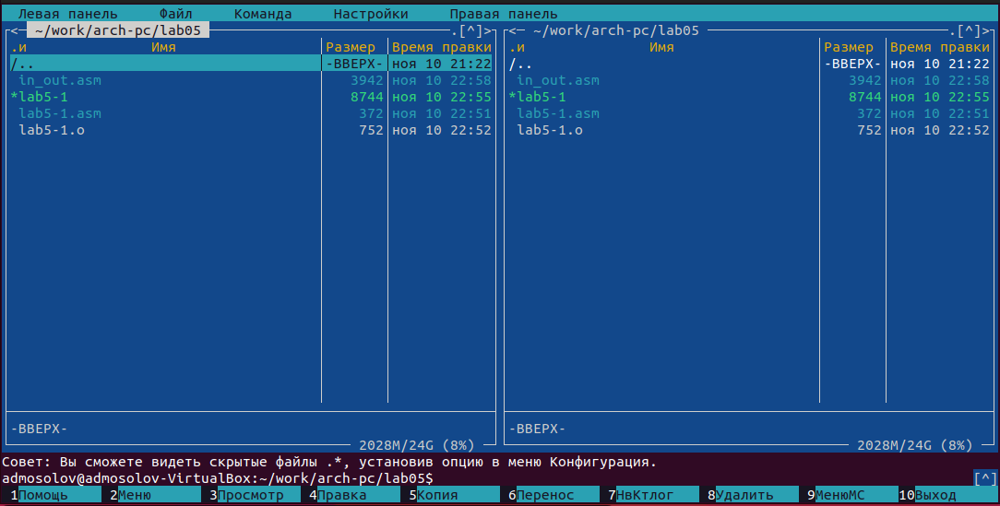 Левая панель Файл Команда Настройки Правая панель
<─ ~/work/arch-pc/lab05 .[^]> <─ ~/work/arch-pc/lab05 .[^]>
.и Имя Размер Время правки .и Имя Размер Время правки
/.. -ВВЕРХ- ноя 10 21:22 /.. -ВВЕРХ- ноя 10 21:22
in_out.asm 3942 ноя 10 22:58 in_out.asm 3942 ноя 10 22:58
*lab5-1 8744 ноя 10 22:55 *lab5-1 8744 ноя 10 22:55
lab5-1.asm 372 ноя 10 22:51 lab5-1.asm 372 ноя 10 22:51
lab5-1.o 752 ноя 10 22:52 lab5-1.o 752 ноя 10 22:52
-ВВЕРХ- -ВВЕРХ-
2028M/24G (8%) 2028M/24G (8%)
Совет: Вы сможете видеть скрытые файлы .*, установив опцию в меню Конфигурация.
admosolov@admosolov-VirtualBox:~/work/arch-pc/lab05$ [^]
1Помощь 2Меню 3Просмотр 4Правка 5Копия 6Перенос 7НвКтлог 8Удалить 9МенюМС 10Выход